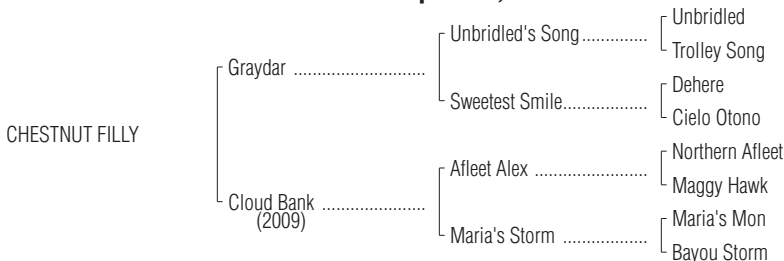 Unbridled
Unbridled's Song ..............
Trolley Song
Graydar ............................
Dehere
Sweetest Smile..................
Cielo Otono
CHESTNUT FILLY
Northern Afleet
Afleet Alex ........................
Maggy Hawk
Cloud Bank ......................
(2009)
Maria's Mon
Maria's Storm ..................
Bayou Storm